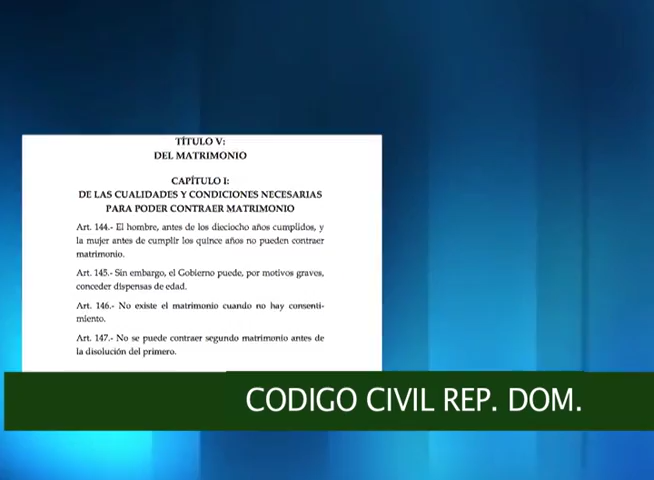 TÍTULO V:
DEL MATRIMONIO
CAPÍTULO I:
DE LAS CUALIDADES Y CONDICIONES NECESARIAS
PARA PODER CONTRAER MATRIMONIO
Art. 144.- El hombre, antes de los dieciocho años cumplidos, y
la mujer antes de cumplir los quince años no pueden contraer
matrimonio.
Art. 145.- Sin embargo, el Gobierno puede, por motivos graves,
conceder dispensas de edad.
Art. 146.- No existe el matrimonio cuando no hay consenti-
miento.
Art. 147.- No se puede contraer segundo matrimonio antes de
la disolución del primero.
CODIGO CIVIL REP. DOM.